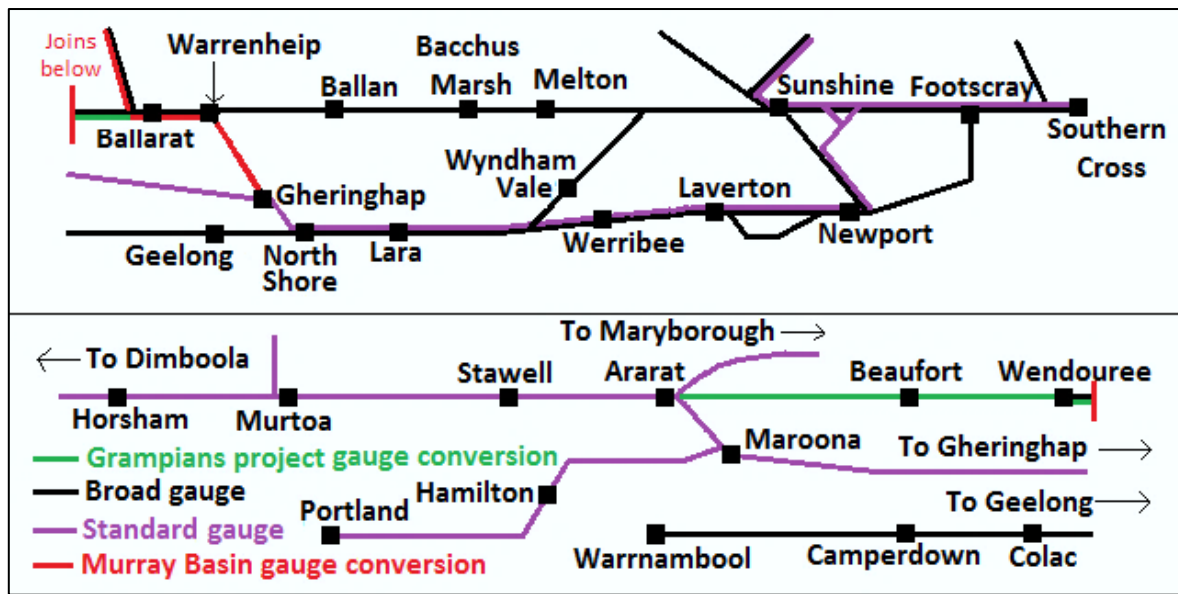 Joins
below
Warrenheip
Bacchus
Marsh
Ballan
Melton
Sunshine
Footscray
Ballarat
Southern
Cross
Wyndham
Vale
Gheringhap
Laverton
Geelong
North
Shore
Lara
Werribee
Newport
To Maryborough
To Dimboola
Stawell
Ararat
Beaufort
Wendouree
Horsham
Murtoa
Maroona
To Gheringhap
Grampians project gauge conversion
Broad gauge
Hamilton
To Geelong
Portland
Standard gauge
Warrnambool
Camperdown
Colac
Murray Basin gauge conversion